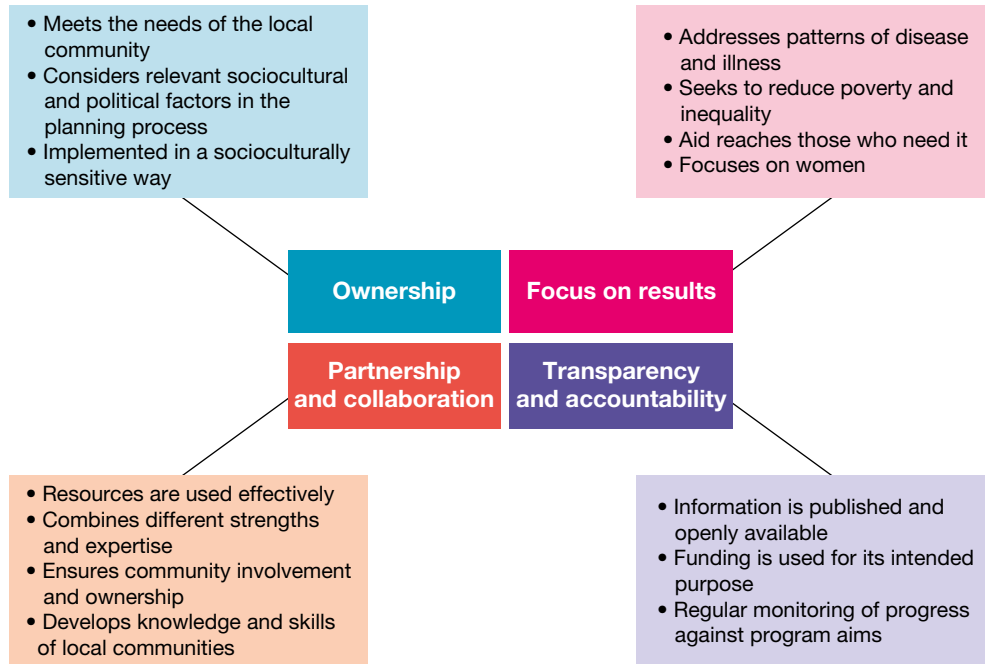 • Meets the needs of the local
community
• Considers relevant sociocultural
and political factors in the
planning process
• Implemented in a socioculturally
sensitive way
• Addresses patterns of disease
and illness
• Seeks to reduce poverty and
inequality
• Aid reaches those who need it
• Focuses on women
Ownership
Focus on results
Partnership
and collaboration
Transparency
and accountability
• Resources are used effectively
• Combines different strengths
and expertise
• Ensures community involvement
and ownership
• Develops knowledge and skills
of local communities
• Information is published and
openly available
• Funding is used for its intended
purpose
• Regular monitoring of progress
against program aims